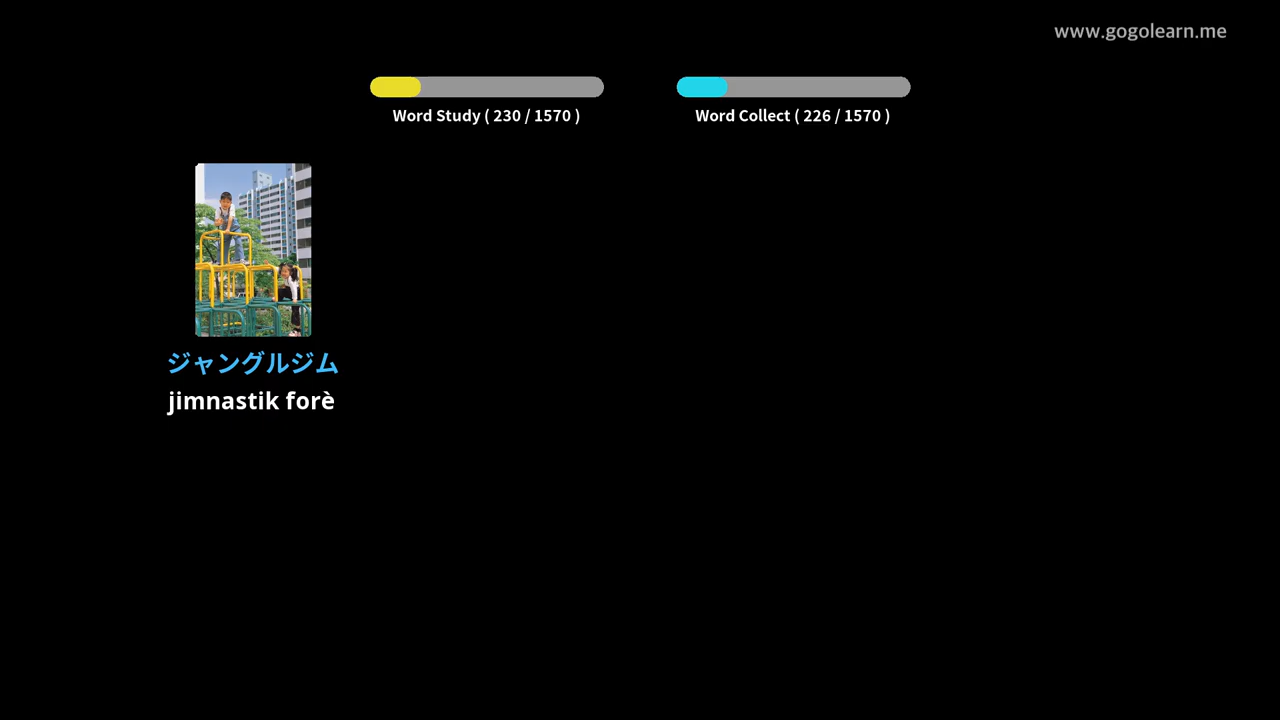 www.gogolearn.me
Word Study ( 230 / 1570 )
Word Collect ( 226 / 1570 )
ジャングルジム
jimnastik forè